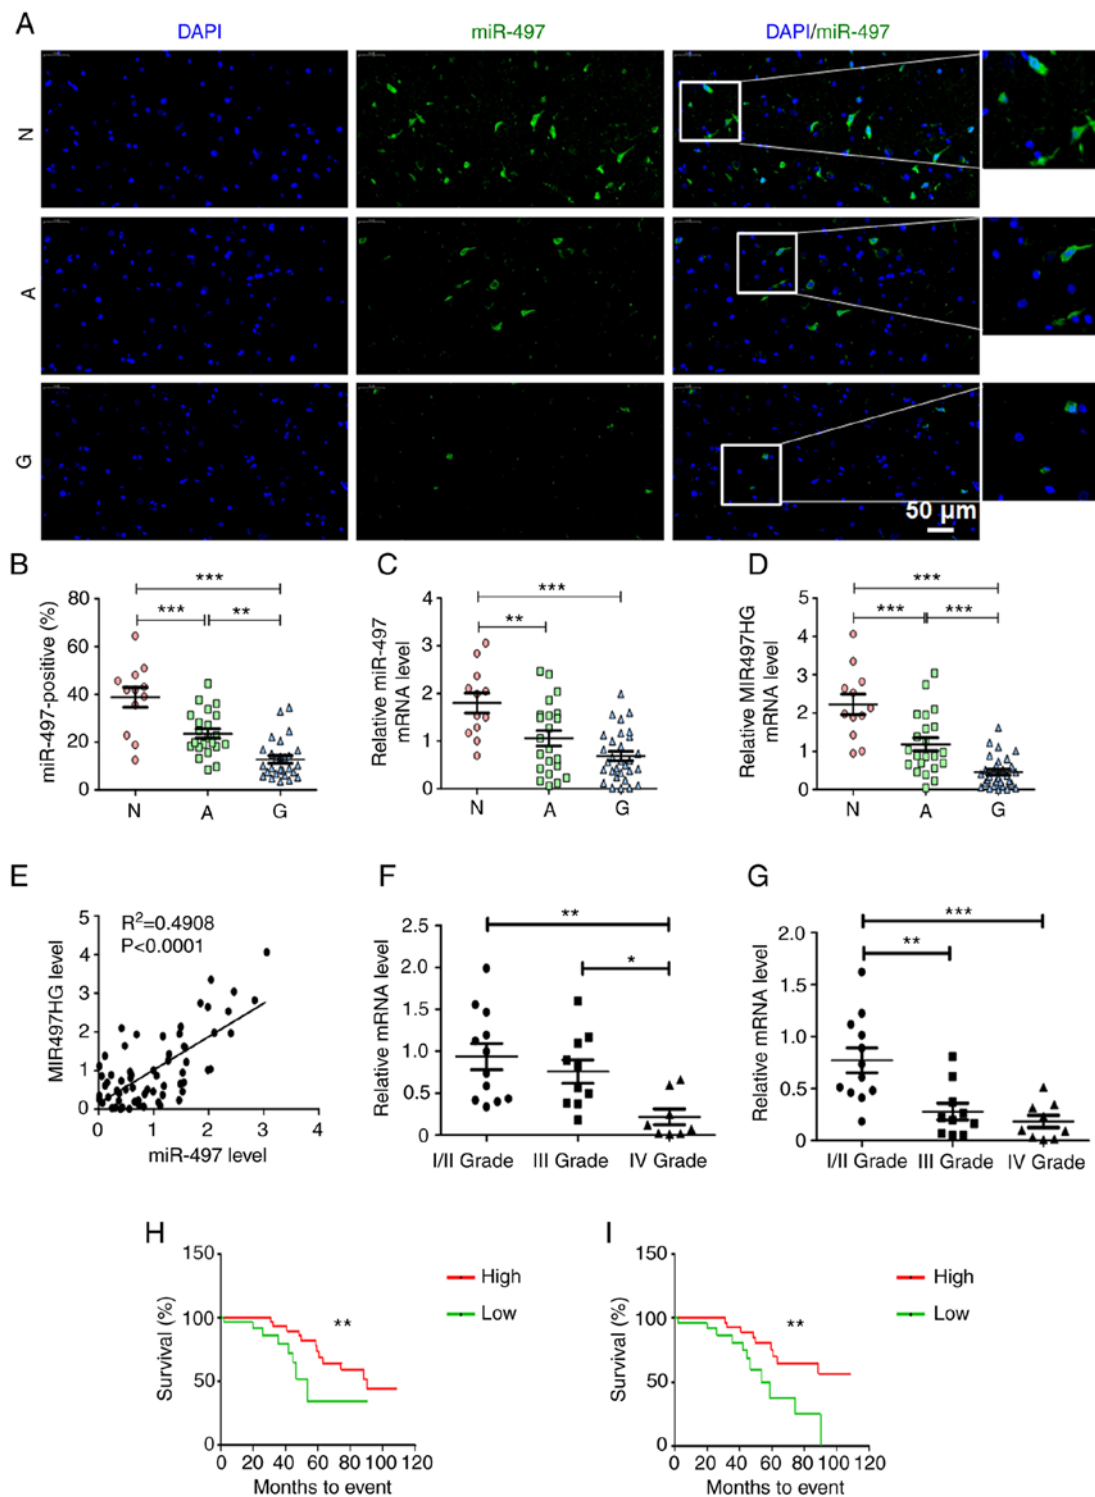 A
DAPI
miR-497
DAPI/miR-497
N
A
G
50 µm
B
miR-497-positive (%)
80
60
40
20
0
***
***
**
N
A
G
C
Relative miR-497
mRNA level
4
3
2
1
0
***
**
N
A
G
D
Relative MIR497HG
mRNA level
5
4
3
2
1
0
***
***
***
N
A
G
E
MIR497HG level
5
4
3
2
1
0
R²=0.4908
P<0.0001
0
1
2
3
4
miR-497 level
F
Relative mRNA level
2.5
2.0
1.5
1.0
0.5
0
**
*
I/II Grade
III Grade
IV Grade
G
Relative mRNA level
2.0
1.5
1.0
0.5
0
***
**
I/II Grade
III Grade
IV Grade
H
Survival (%)
150
100
50
0
**
High
Low
0 20 40 60 80 100 120
Months to event
I
Survival (%)
150
100
50
0
**
High
Low
0 20 40 60 80 100 120
Months to event